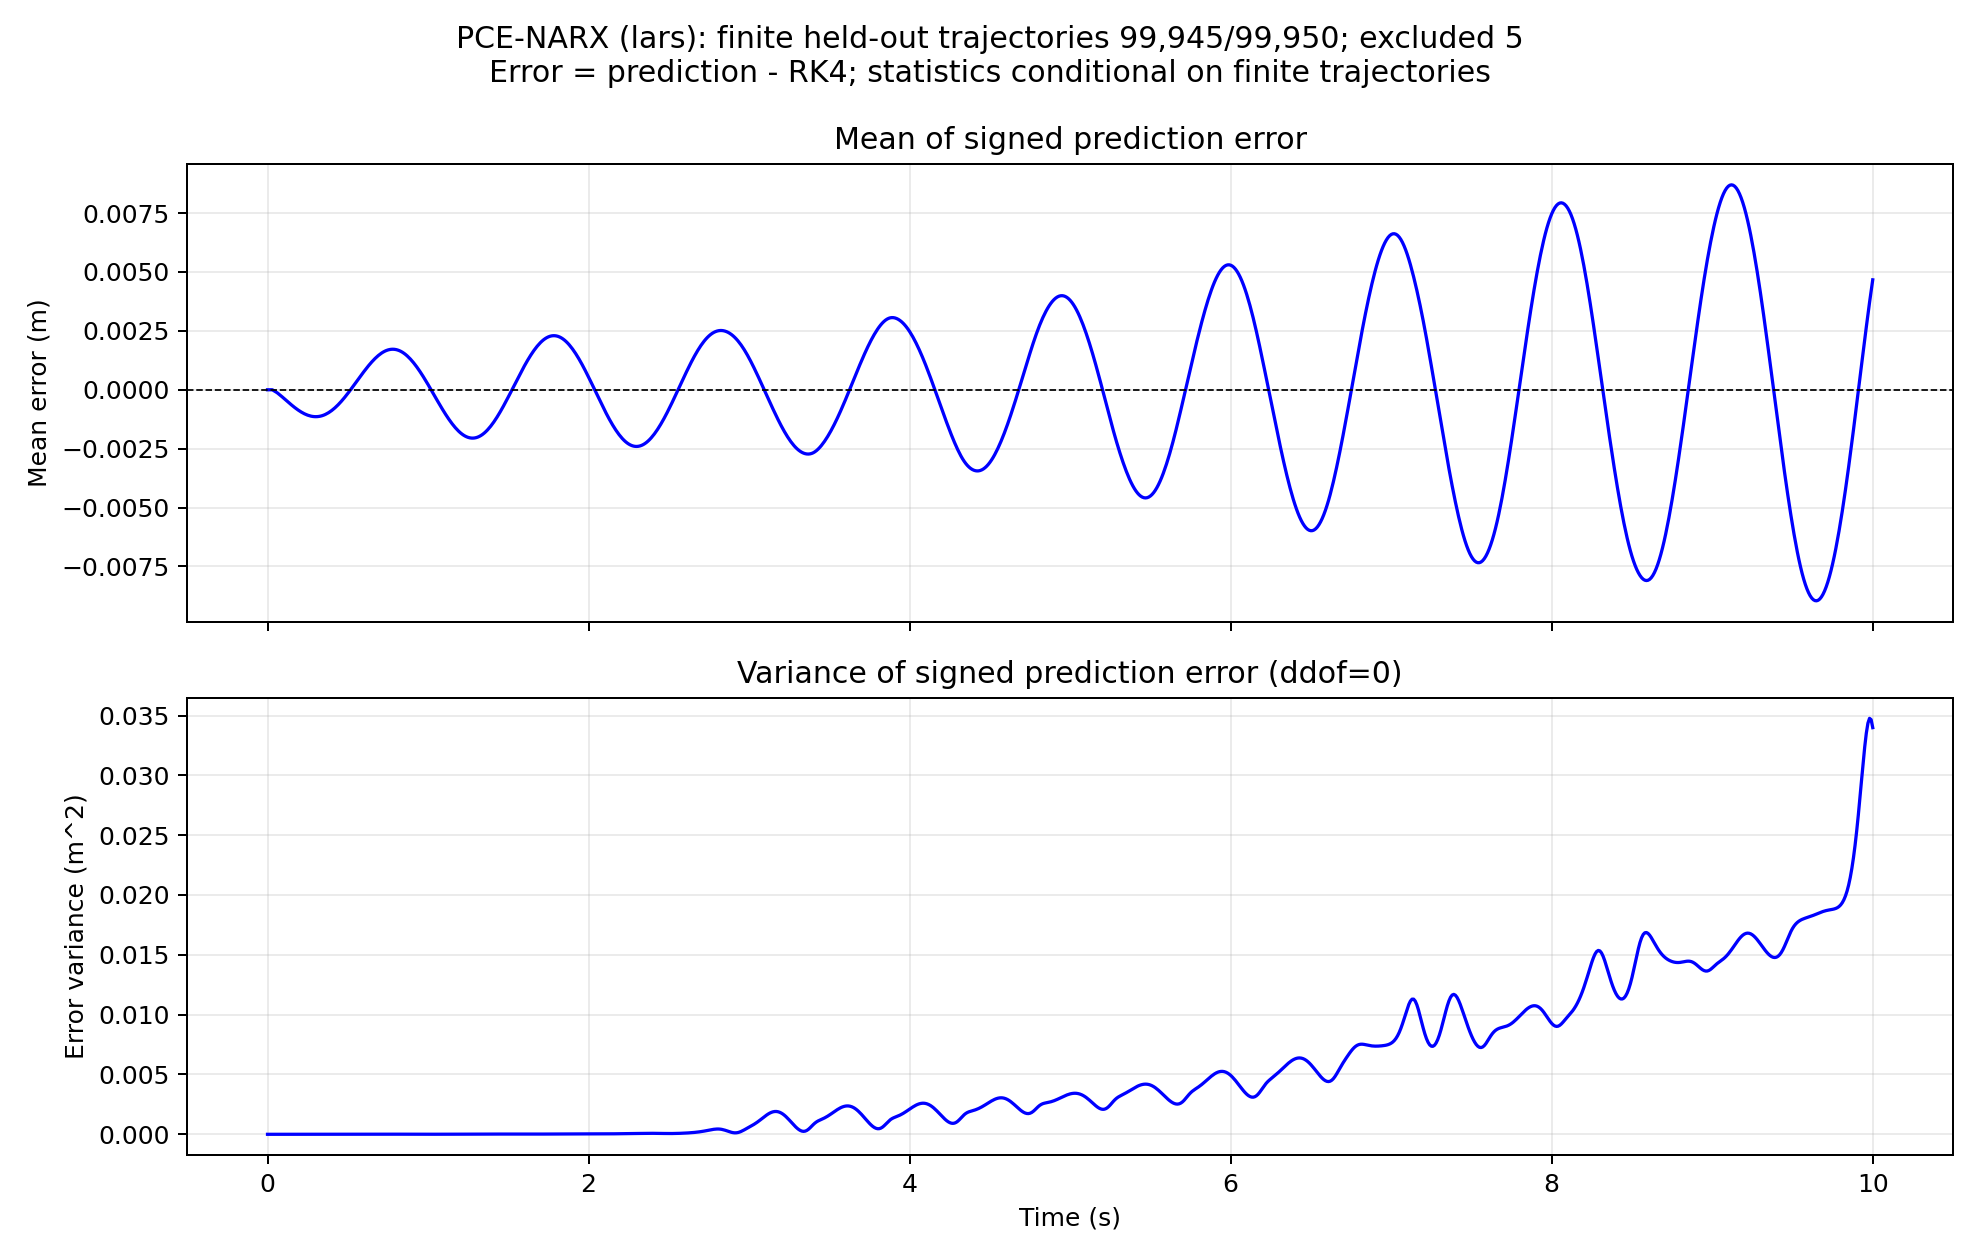 PCE-NARX (lars): finite held-out trajectories 99,945/99,950; excluded 5
Error = prediction - RK4; statistics conditional on finite trajectories
Mean of signed prediction error
Mean error (m)
0.0075
0.0050
0.0025
0.0000
−0.0025
−0.0050
−0.0075
Variance of signed prediction error (ddof=0)
Error variance (m^2)
0.035
0.030
0.025
0.020
0.015
0.010
0.005
0.000
0 2 4 6 8 10
Time (s)